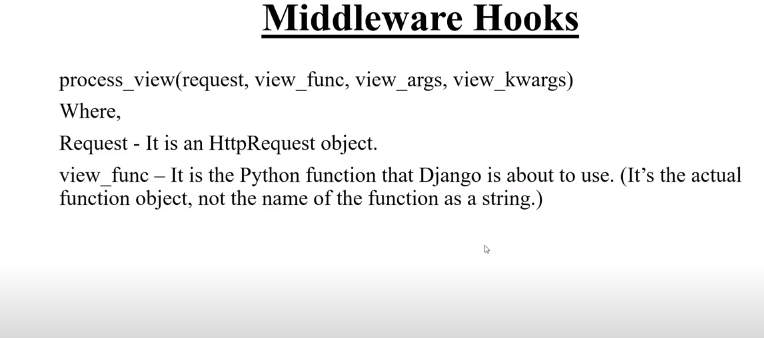 Middleware Hooks
process_view(request, view_func, view_args, view_kwargs)
Where,
Request - It is an HttpRequest object.
view_func – It is the Python function that Django is about to use. (It’s the actual
function object, not the name of the function as a string.)